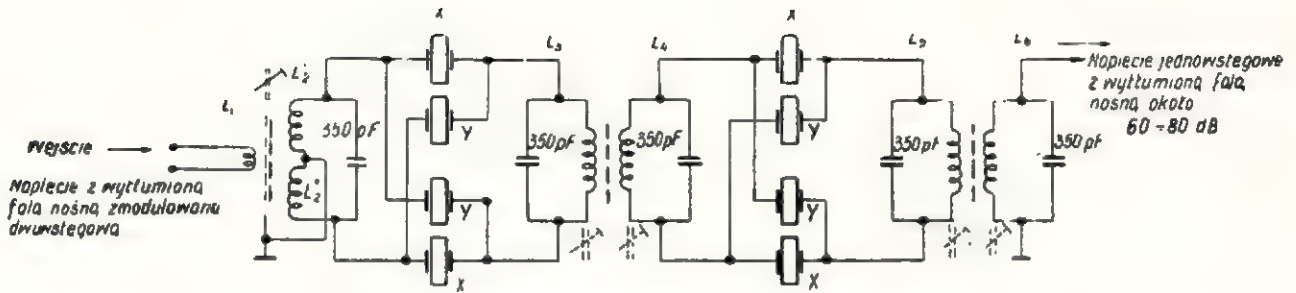 L₁
L₂'
L₂"
WEJŚCIE
Napięcie z wytłumioną
falą nośną zmodulowaną
dwuwstęgową
350 pF
X
Y
Y
X
L₃
350 pF
L₄
350 pF
X
Y
Y
X
L₅
350 pF
L₆
350 pF
Napięcie jednowstęgowe
z wytłumioną falą
nośną około
60 ÷ 80 dB